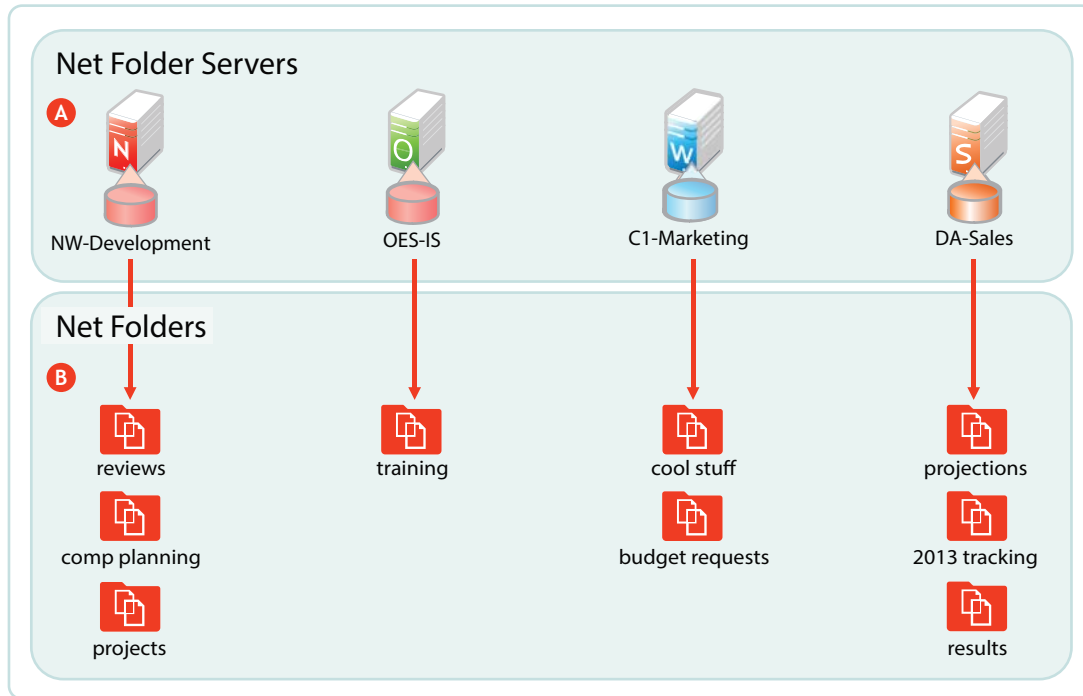 Net Folder Servers
A
N
O
W
S
NW-Development
OES-IS
C1-Marketing
DA-Sales
Net Folders
B
reviews
training
cool stuff
projections
comp planning
budget requests
2013 tracking
projects
results